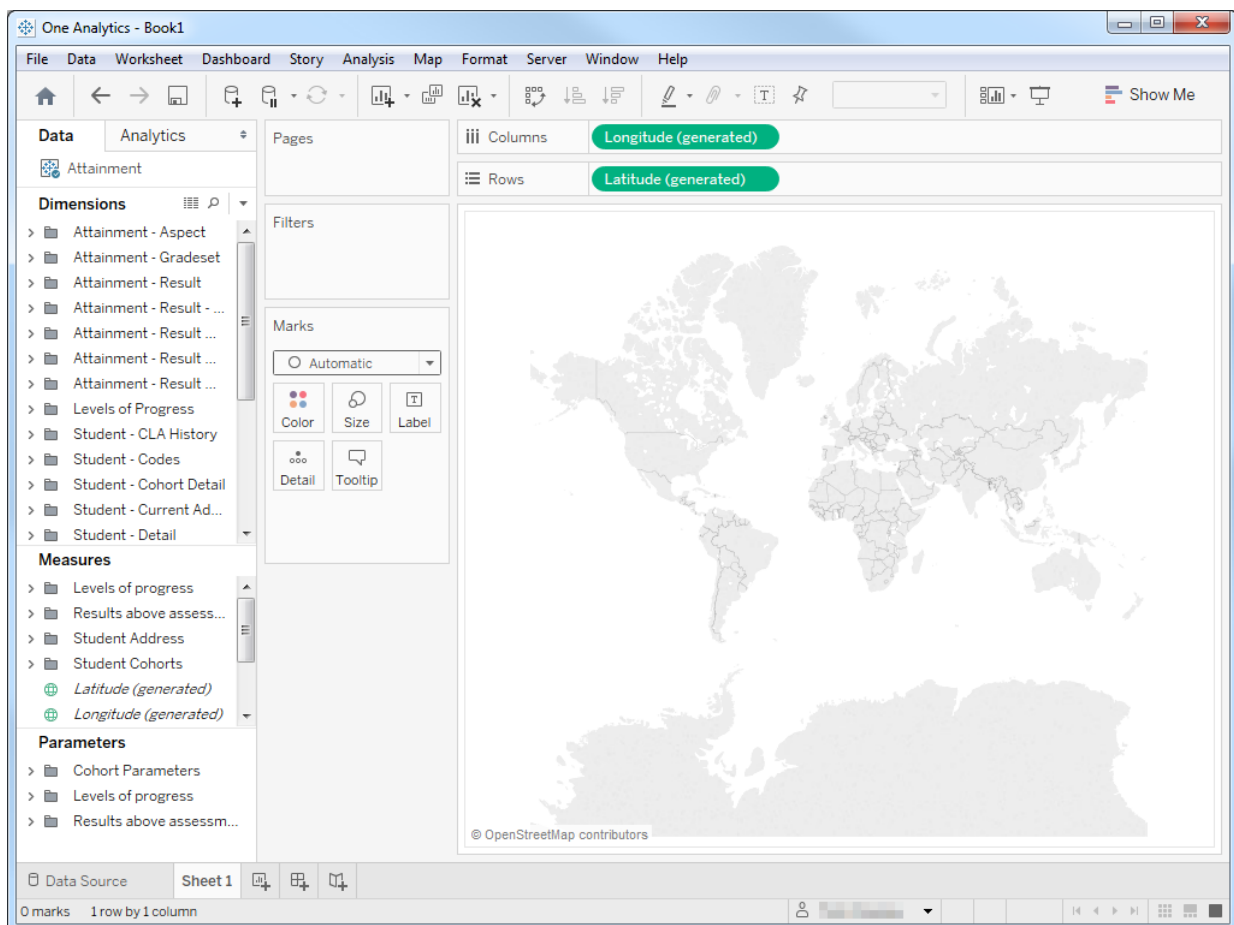 One Analytics - Book1
File Data Worksheet Dashboard Story Analysis Map Format Server Window Help
Show Me
Data Analytics
Attainment
Dimensions
Attainment - Aspect
Attainment - Gradeset
Attainment - Result
Attainment - Result - ...
Attainment - Result ...
Attainment - Result ...
Attainment - Result ...
Levels of Progress
Student - CLA History
Student - Codes
Student - Cohort Detail
Student - Current Ad...
Student - Detail
Measures
Levels of progress
Results above assess...
Student Address
Student Cohorts
Latitude (generated)
Longitude (generated)
Parameters
Cohort Parameters
Levels of progress
Results above assessm...
Pages
Filters
Marks
Automatic
Color Size Label
Detail Tooltip
Columns Longitude (generated)
Rows Latitude (generated)
© OpenStreetMap contributors
Data Source Sheet 1
0 marks 1 row by 1 column